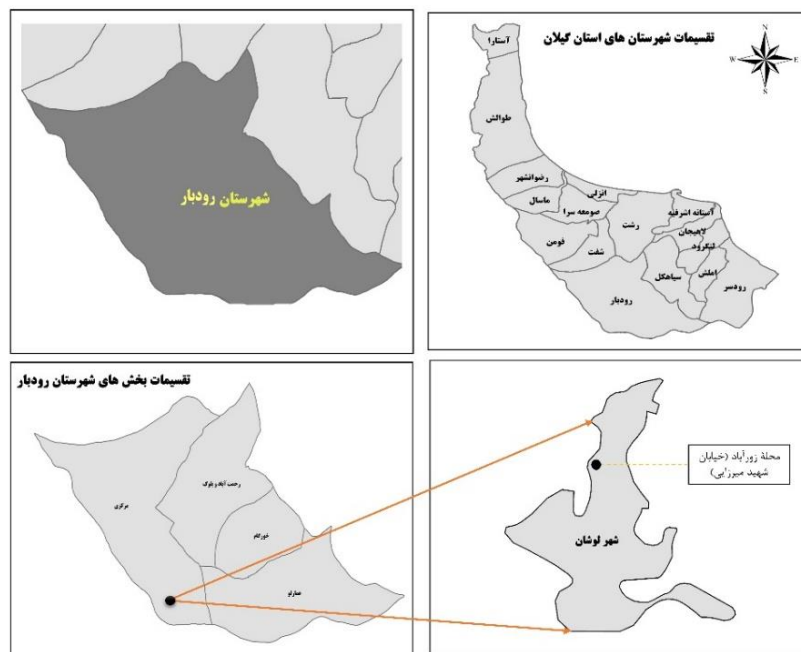 تقسیمات شهرستان های استان گیلان
N
W
E
S
آستارا
طوالش
رضوانشهر
انزلی
ماسال
صومعه سرا
رشت
آستانه اشرفیه
لاهیجان
لنگرود
فومن
شفت
سیاهکل
املش
رودسر
رودبار
شهرستان رودبار
تقسیمات بخش های شهرستان رودبار
رحمت آباد و بلوک
مرکزی
خورگام
عمارلو
محلهٔ زورآباد (خیابان
شهید میرزایی)
شهر لوشان